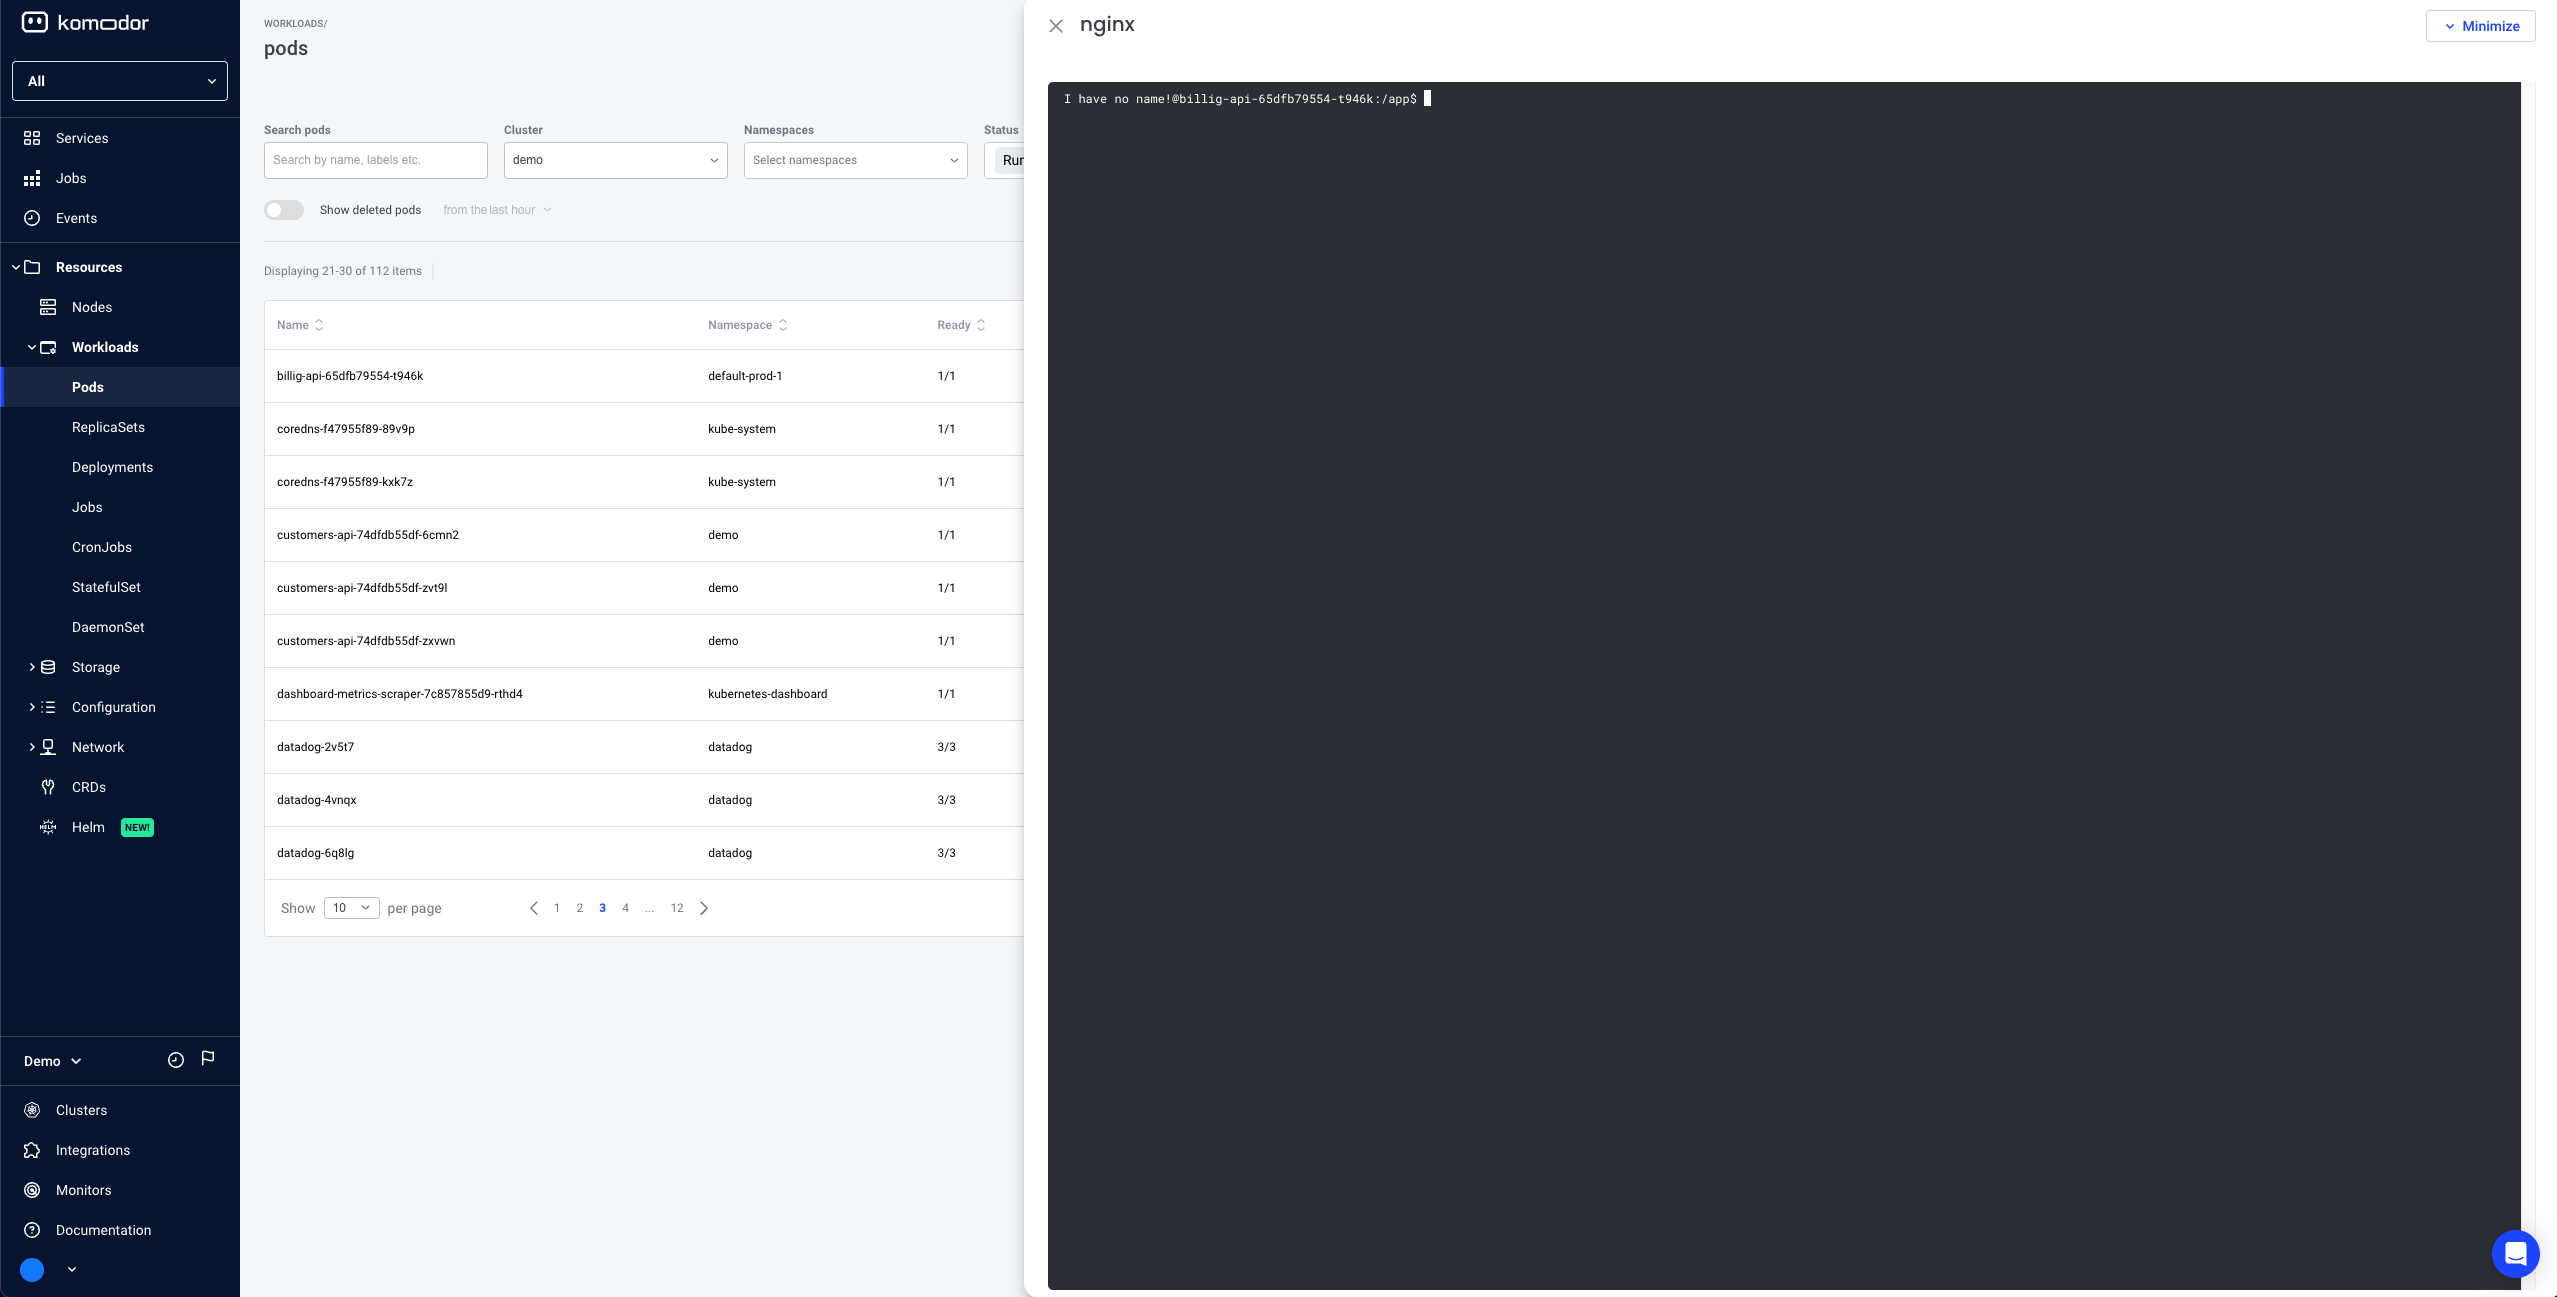 komodor
All
Services
Jobs
Events
Resources
Nodes
Workloads
Pods
ReplicaSets
Deployments
Jobs
CronJobs
StatefulSet
DaemonSet
Storage
Configuration
Network
CRDs
HELM Helm NEW!
Demo
Clusters
Integrations
Monitors
Documentation
WORKLOADS/
pods
Search pods Cluster Namespaces Status
Search by name, labels etc. demo Select namespaces Run
Show deleted pods from the last hour
Displaying 21-30 of 112 items
Name Namespace Ready
billig-api-65dfb79554-t946k default-prod-1 1/1
coredns-f47955f89-89v9p kube-system 1/1
coredns-f47955f89-kxk7z kube-system 1/1
customers-api-74dfdb55df-6cmn2 demo 1/1
customers-api-74dfdb55df-zvt9l demo 1/1
customers-api-74dfdb55df-zxvwn demo 1/1
dashboard-metrics-scraper-7c857855d9-rthd4 kubernetes-dashboard 1/1
datadog-2v5t7 datadog 3/3
datadog-4vnqx datadog 3/3
datadog-6q8lg datadog 3/3
Show 10 per page 1 2 3 4 ... 12
nginx
Minimize
I have no name!@billig-api-65dfb79554-t946k:/app$